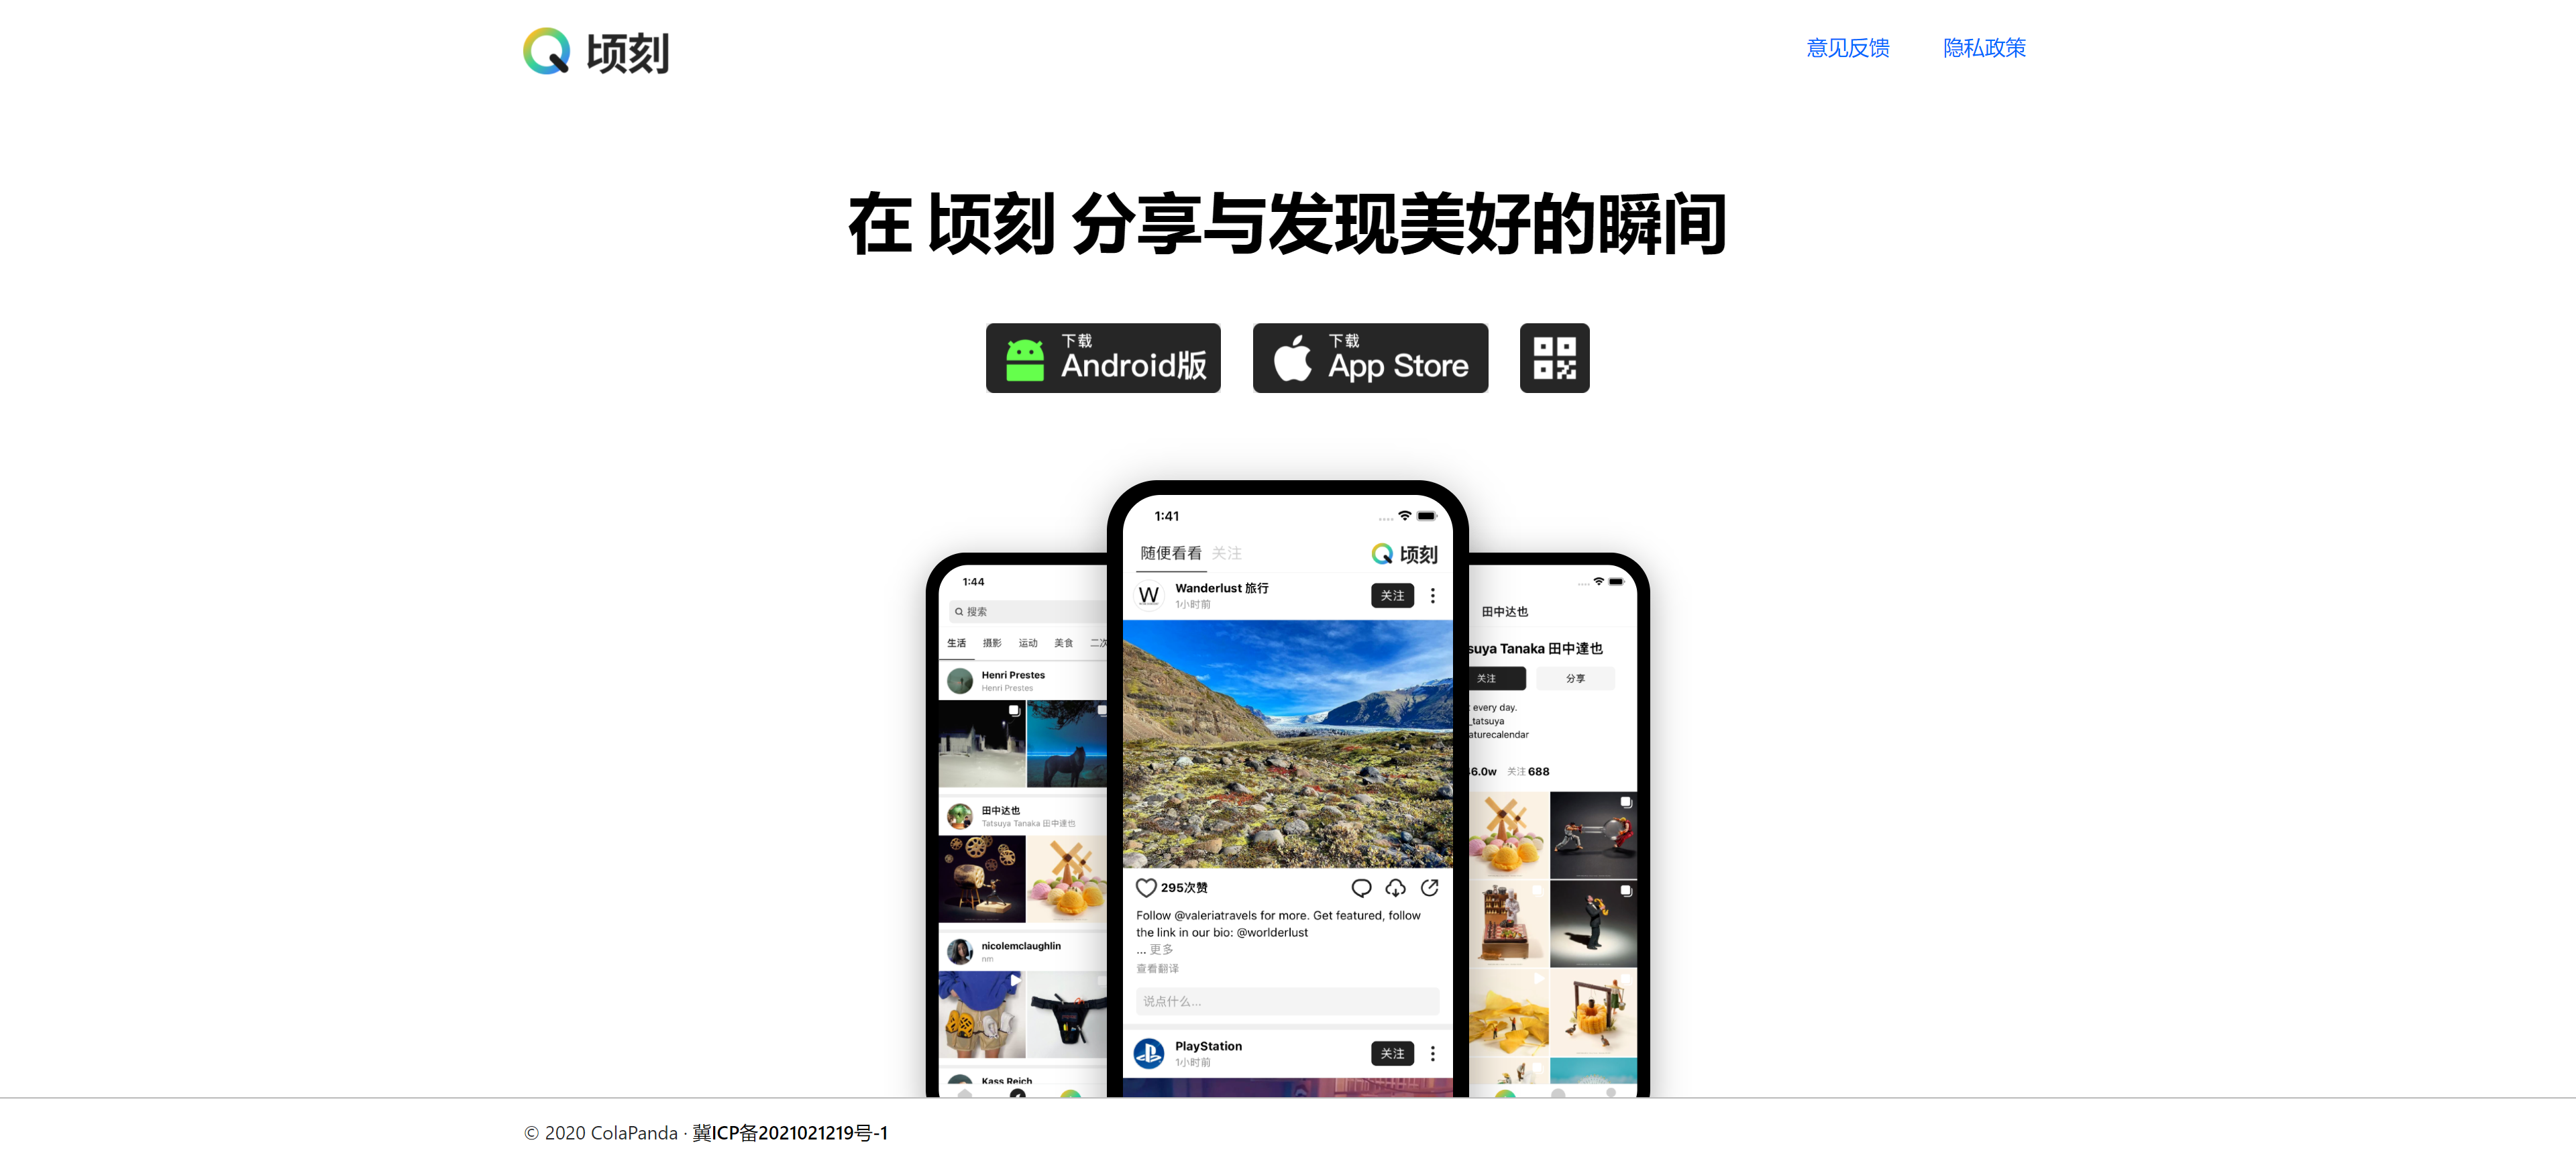 顷刻
意见反馈 隐私政策
在 顷刻 分享与发现美好的瞬间
下载
Android版
下载
App Store
1:41
随便看看 关注
顷刻
Wanderlust 旅行
1小时前
关注
295次赞
Follow @valeriatravels for more. Get featured, follow
the link in our bio: @worlderlust
... 更多
查看翻译
说点什么...
PlayStation
1小时前
关注
1:44
搜索
生活 摄影 运动 美食 二次
Henri Prestes
Henri Prestes
田中达也
Tatsuya Tanaka 田中達也
nicolemclaughlin
nm
Kass Reich
田中达也
suya Tanaka 田中達也
关注
分享
every day.
_tatsuya
aturecalendar
6.0w 关注 688
© 2020 ColaPanda · 冀ICP备2021021219号-1